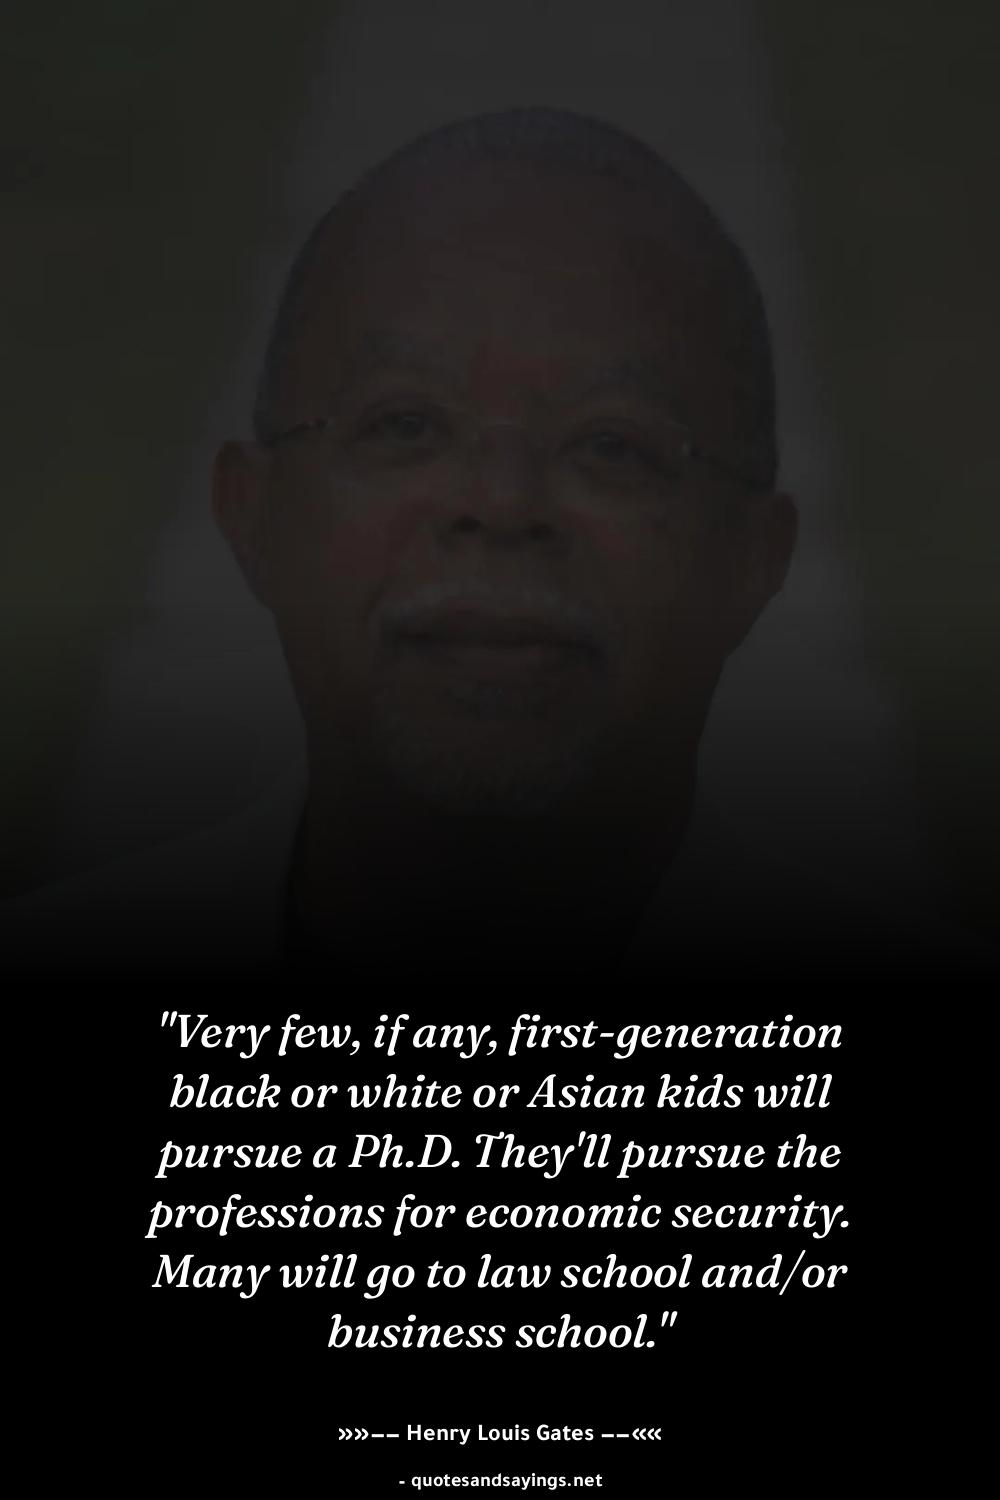 "Very few, if any, first-generation
black or white or Asian kids will
pursue a Ph.D. They'll pursue the
professions for economic security.
Many will go to law school and/or
business school."
»»−− Henry Louis Gates −−««
- quotesandsayings.net